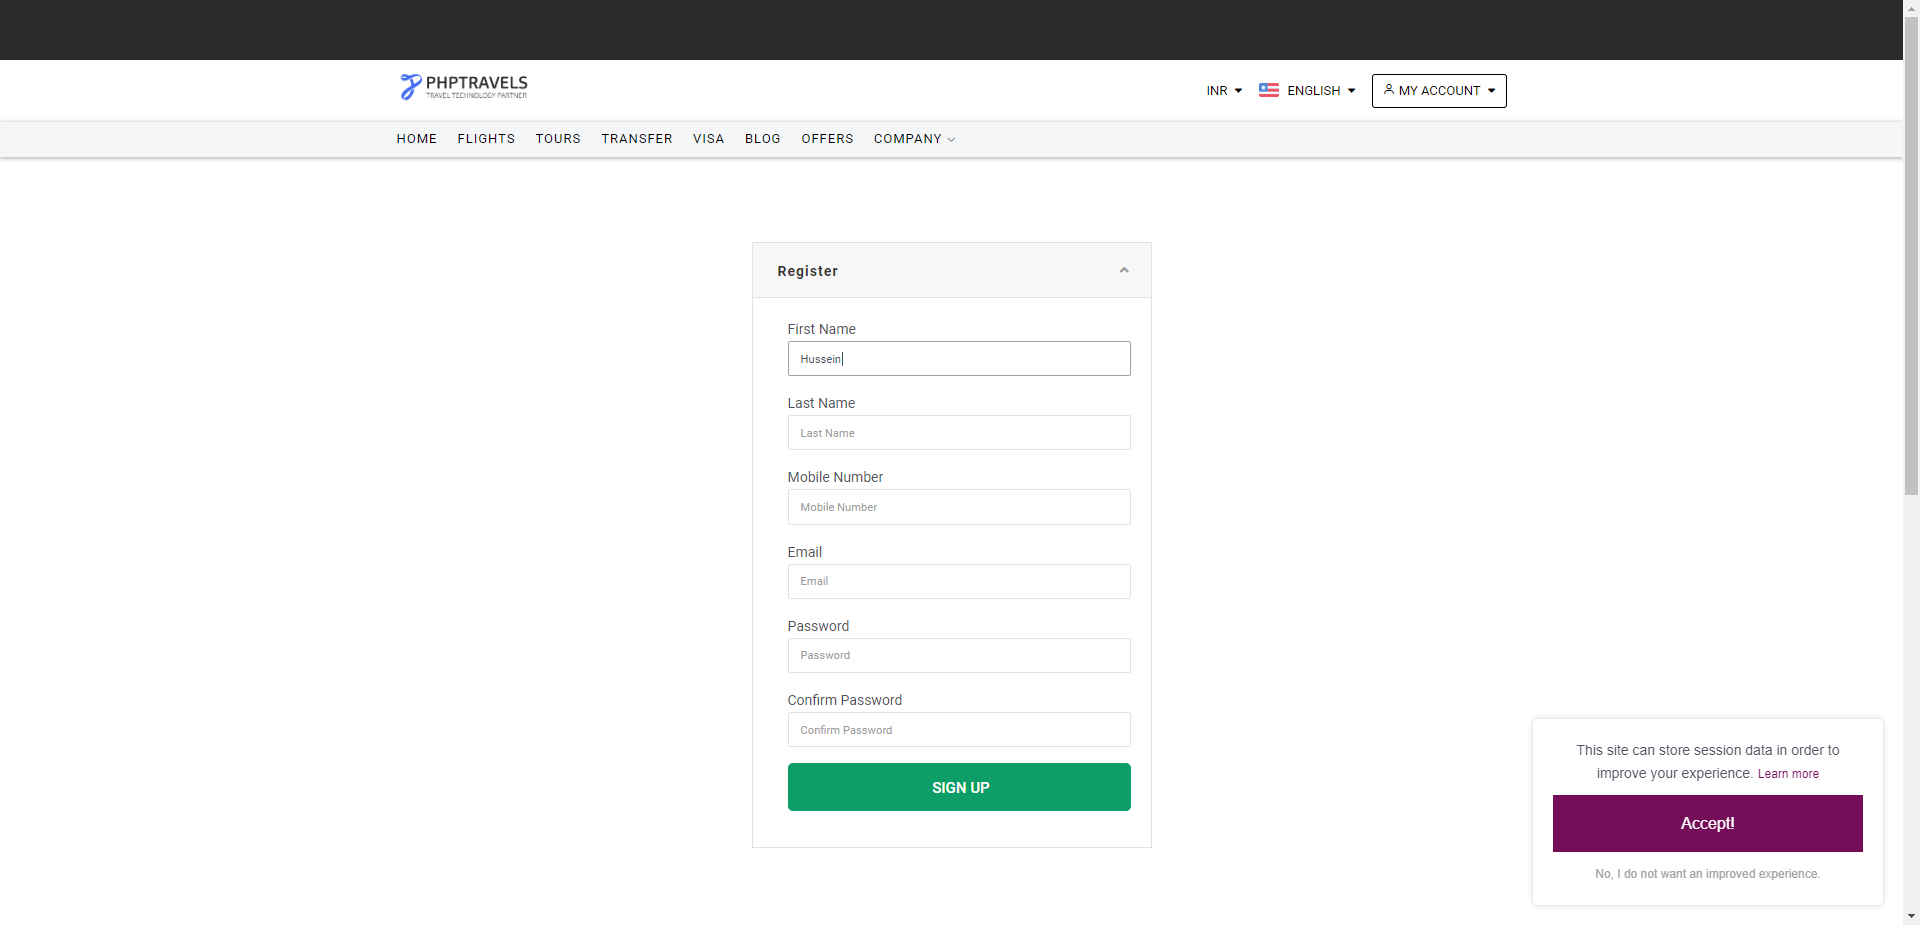 PHPTRAVELS
TRAVEL TECHNOLOGY PARTNER
INR
ENGLISH
MY ACCOUNT
HOME FLIGHTS TOURS TRANSFER VISA BLOG OFFERS COMPANY
Register
First Name
Hussein
Last Name
Last Name
Mobile Number
Mobile Number
Email
Email
Password
Password
Confirm Password
Confirm Password
SIGN UP
This site can store session data in order to
improve your experience. Learn more
Accept!
No, I do not want an improved experience.